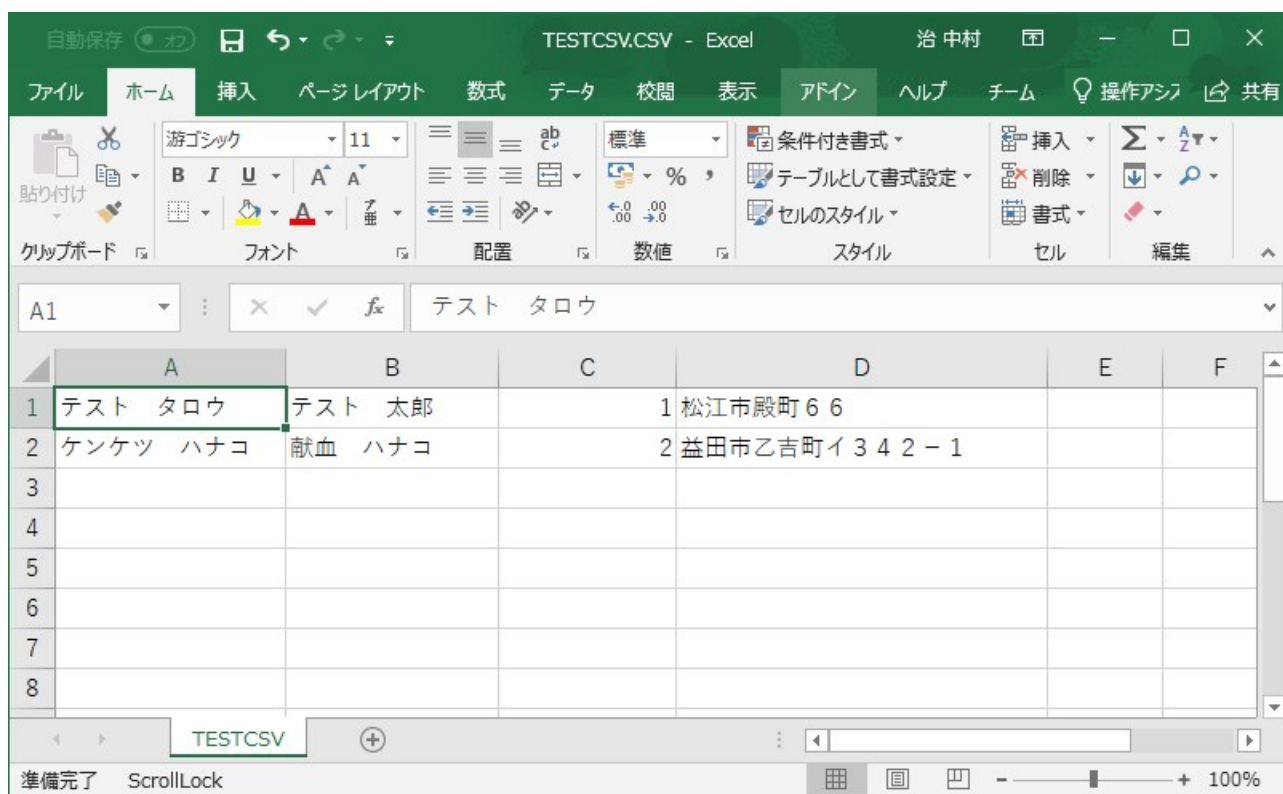 自動保存 オフ TESTCSV.CSV - Excel 治 中村
ファイル ホーム 挿入 ページ レイアウト 数式 データ 校閲 表示 アドイン ヘルプ チーム 操作アシス 共有
貼り付け 游ゴシック 11 標準 条件付き書式 挿入
B I U A A % , テーブルとして書式設定 削除
A ア亜 セルのスタイル 書式
クリップボード フォント 配置 数値 スタイル セル 編集
A1 fx テスト　タロウ
A B C D E F
1 テスト　タロウ テスト　太郎 1 松江市殿町６６
2 ケンケツ　ハナコ 献血　ハナコ 2 益田市乙吉町イ３４２－１
3
4
5
6
7
8
TESTCSV
準備完了 ScrollLock 100%